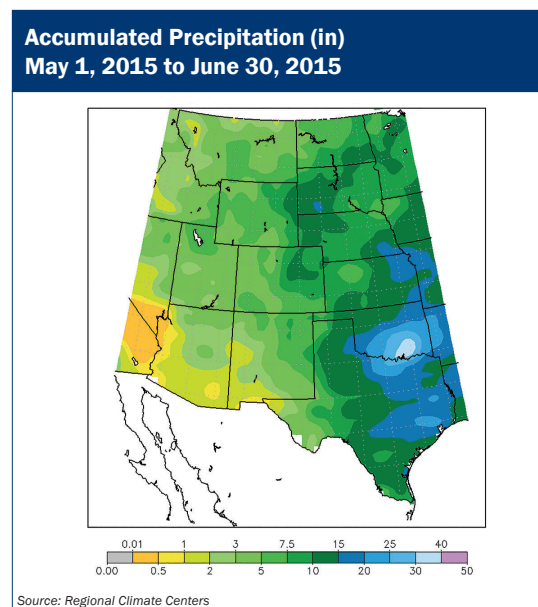 Accumulated Precipitation (in)
May 1, 2015 to June 30, 2015
0.01 1 3 7.5 15 25 40
0.00 0.5 2 5 10 20 30 50
Source: Regional Climate Centers